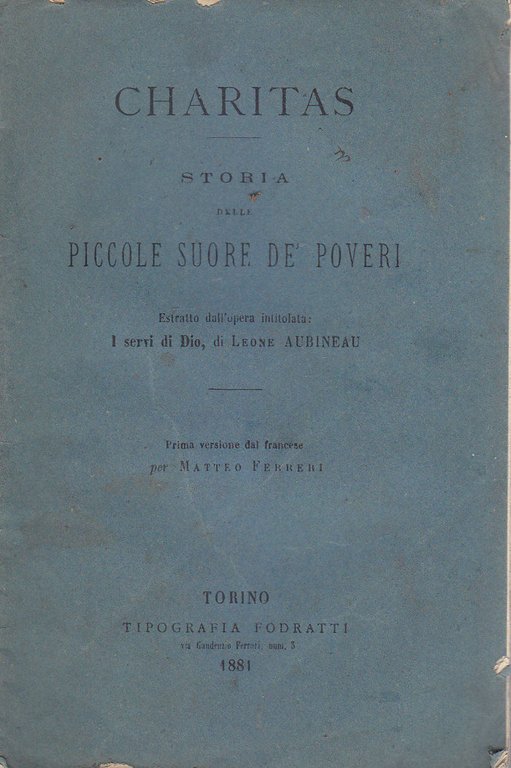 CHARITAS
STORIA
DELLE
PICCOLE SUORE DE' POVERI
Estratto dall'opera intitolata:
I servi di Dio, di LEONE AUBINEAU
Prima versione dal francese
per MATTEO FERRERI
TORINO
TIPOGRAFIA FODRATTI
via Gaudenzio Ferrari, num. 3
1881